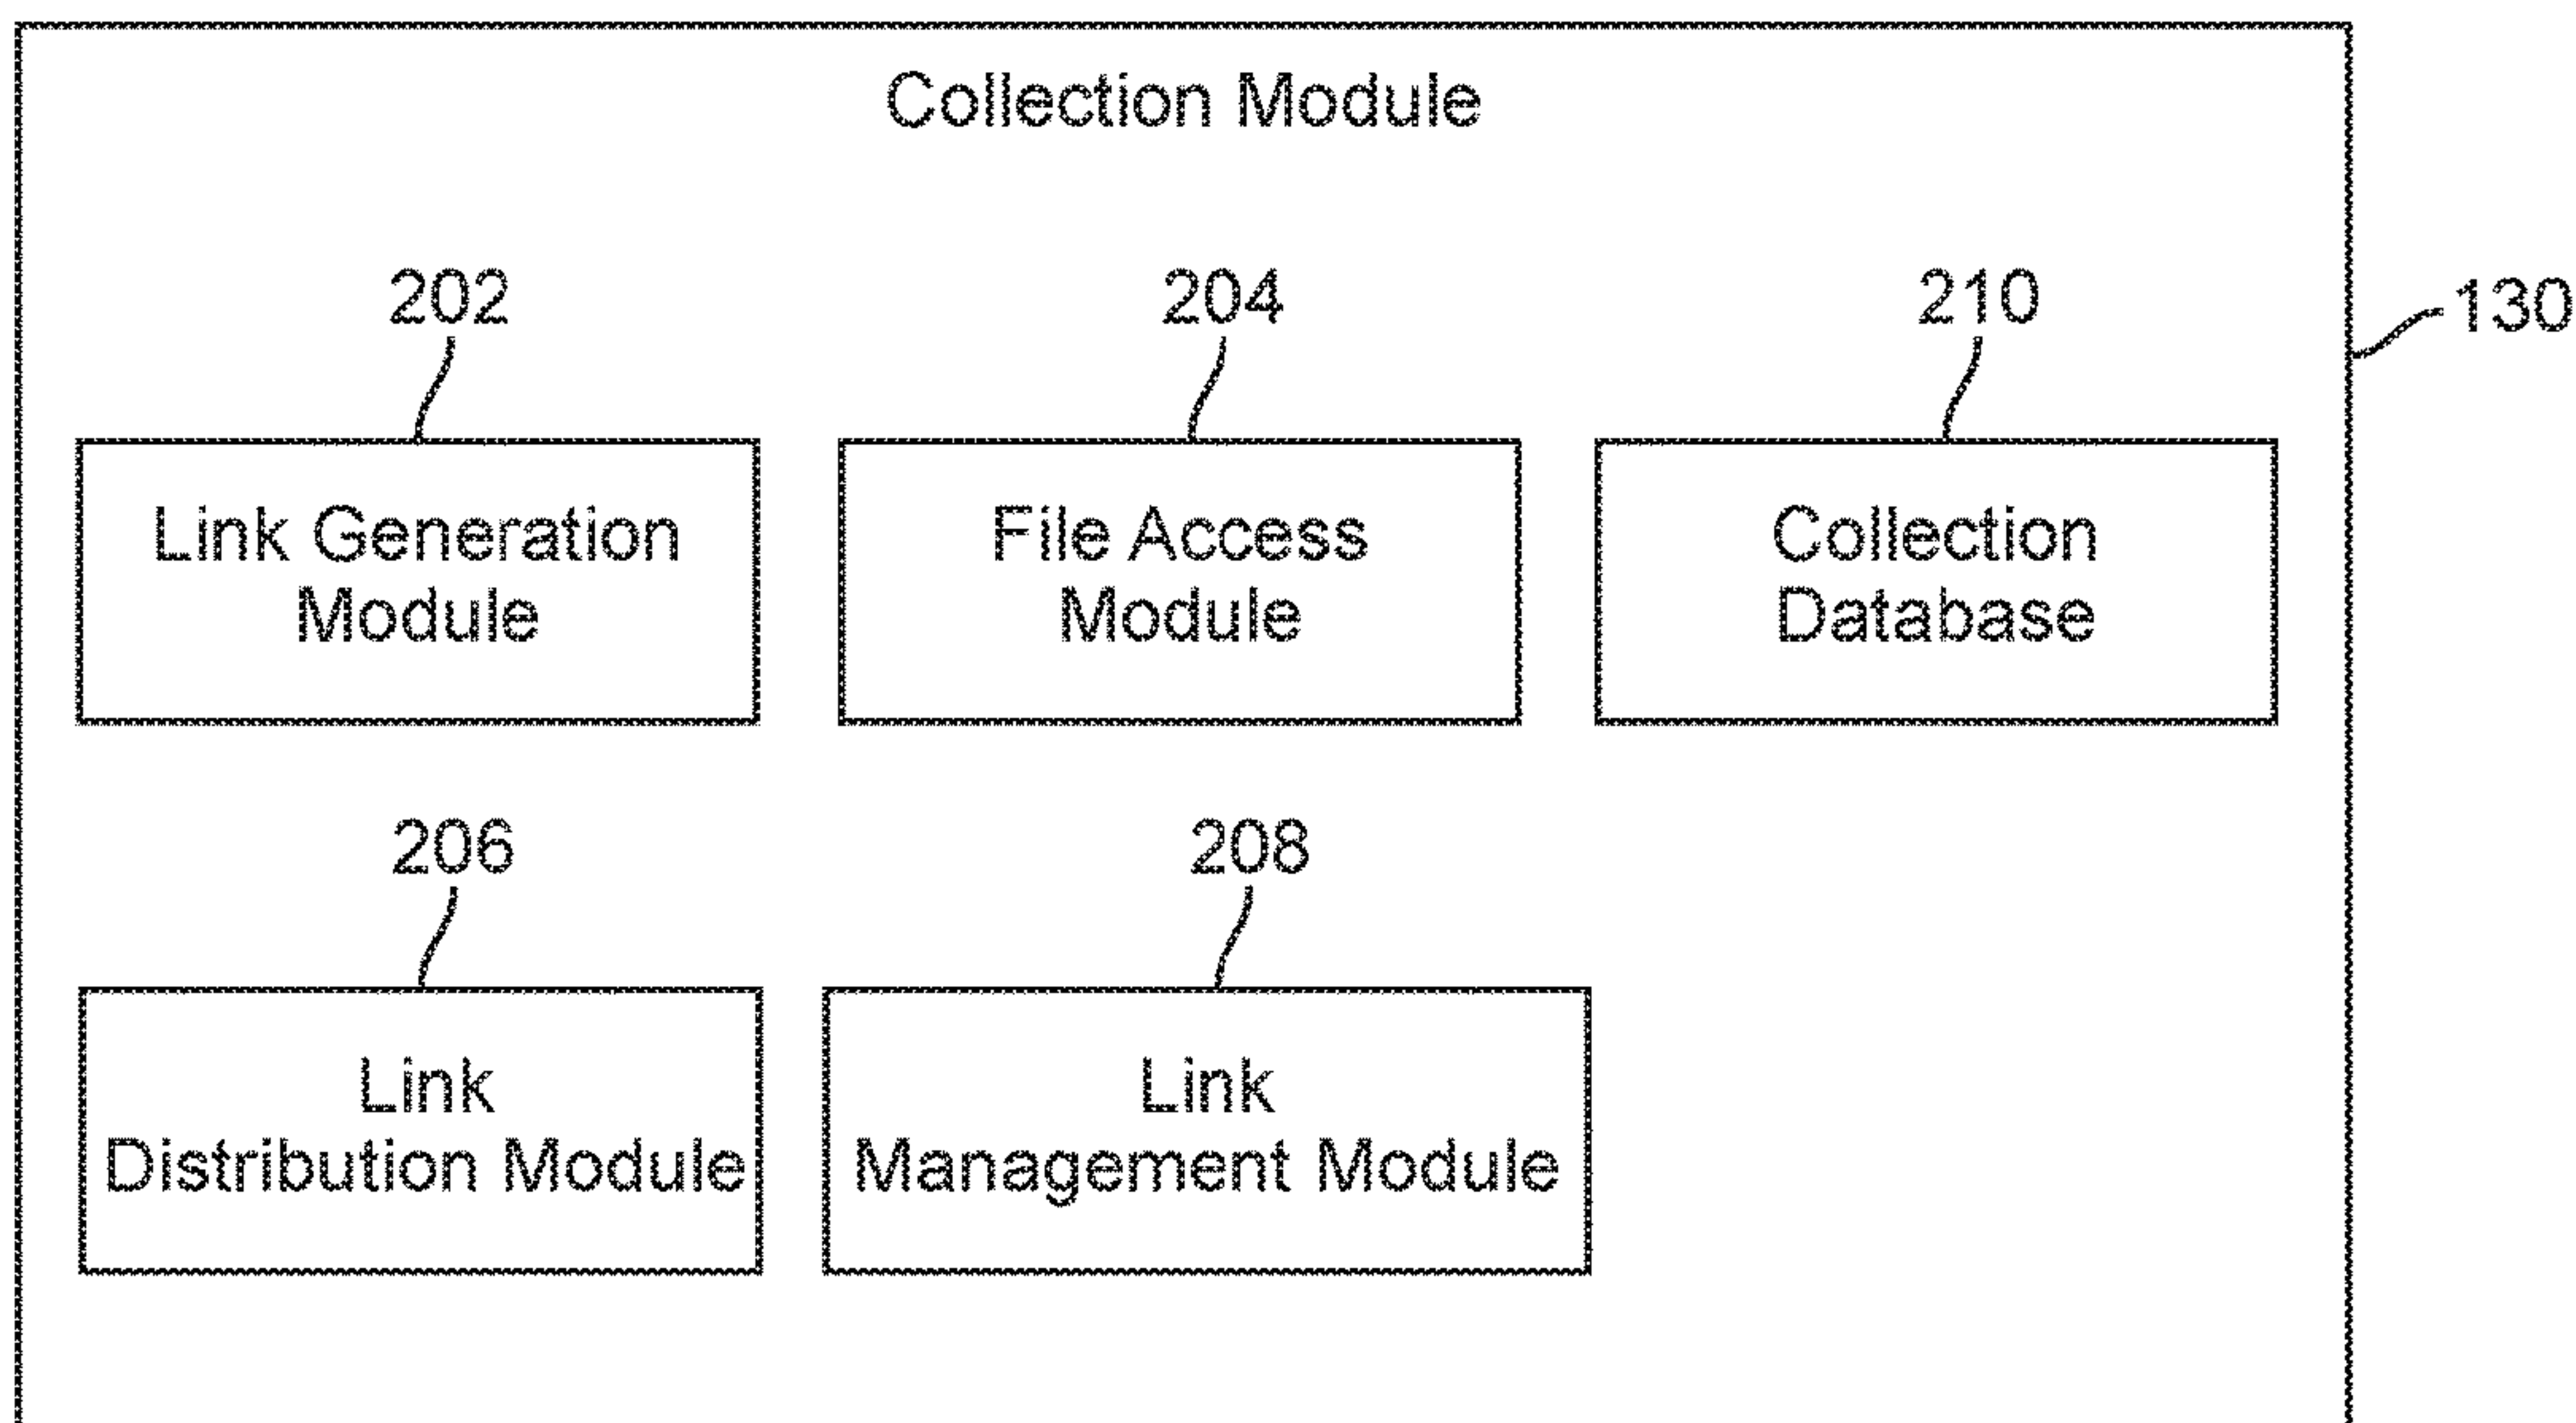 Collection Module
202
204
210
130
Link Generation
Module
File Access
Module
Collection
Database
206
208
Link
Distribution Module
Link
Management Module